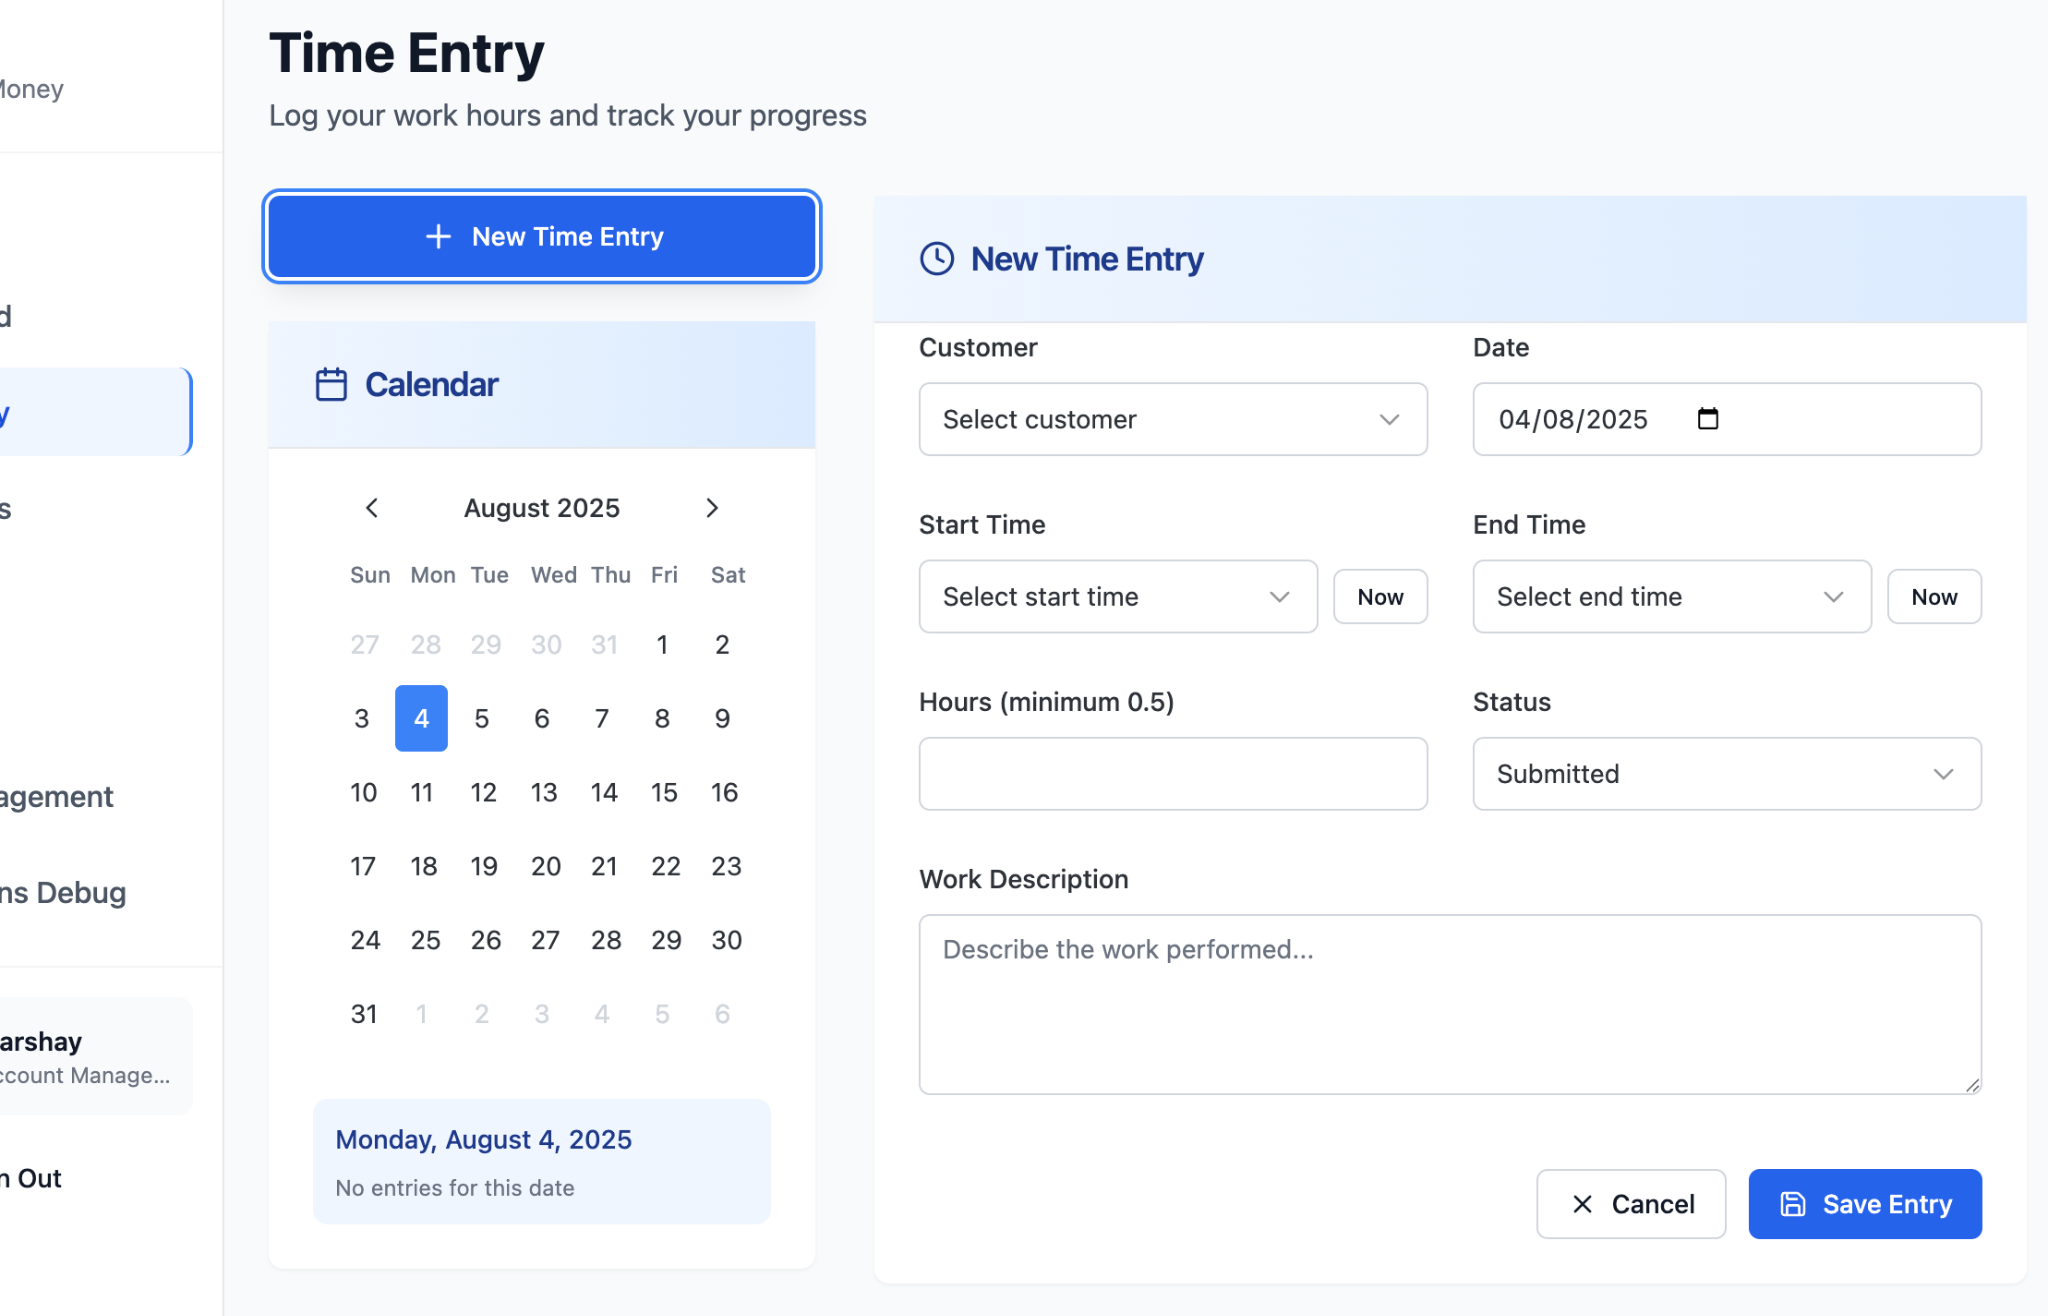 Money
d
y
s
agement
ns Debug
arshay
ccount Manage...
n Out
Time Entry
Log your work hours and track your progress
New Time Entry
Calendar
August 2025
Sun Mon Tue Wed Thu Fri Sat
27 28 29 30 31 1 2
3 4 5 6 7 8 9
10 11 12 13 14 15 16
17 18 19 20 21 22 23
24 25 26 27 28 29 30
31 1 2 3 4 5 6
Monday, August 4, 2025
No entries for this date
New Time Entry
Customer
Select customer
Date
04/08/2025
Start Time
Select start time
Now
End Time
Select end time
Now
Hours (minimum 0.5)
Status
Submitted
Work Description
Describe the work performed...
Cancel
Save Entry